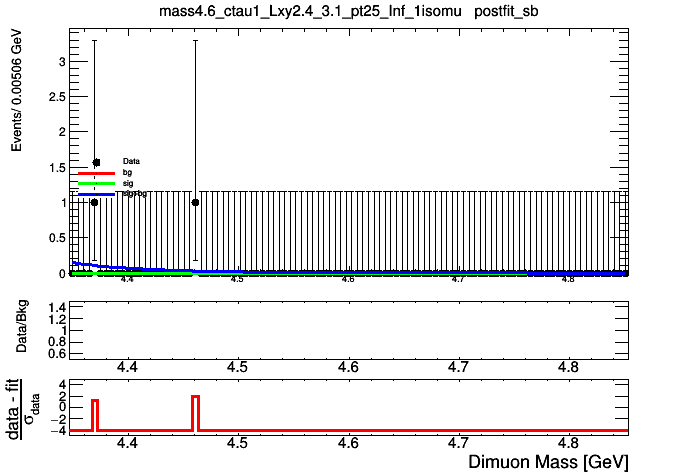 mass4.6_ctau1_Lxy2.4_3.1_pt25_Inf_1isomu postfit_sb
Events/ 0.00506 GeV
3
2.5
2
1.5
1
0.5
0
Data
bg
sig
sig+bg
4.4 4.5 4.6 4.7 4.8
Data/Bkg
1.4
1.2
1
0.8
0.6
4.4 4.5 4.6 4.7 4.8
data - fit
σdata
4
2
0
−2
−4
4.4 4.5 4.6 4.7 4.8
Dimuon Mass [GeV]